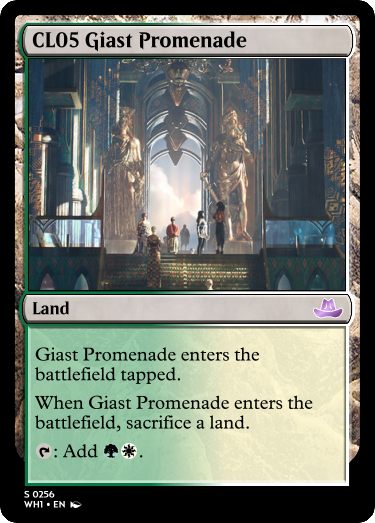 CL05 Giast Promenade
Land
Giast Promenade enters the
battlefield tapped.
When Giast Promenade enters the
battlefield, sacrifice a land.
: Add .
S 0256
WH1 • EN